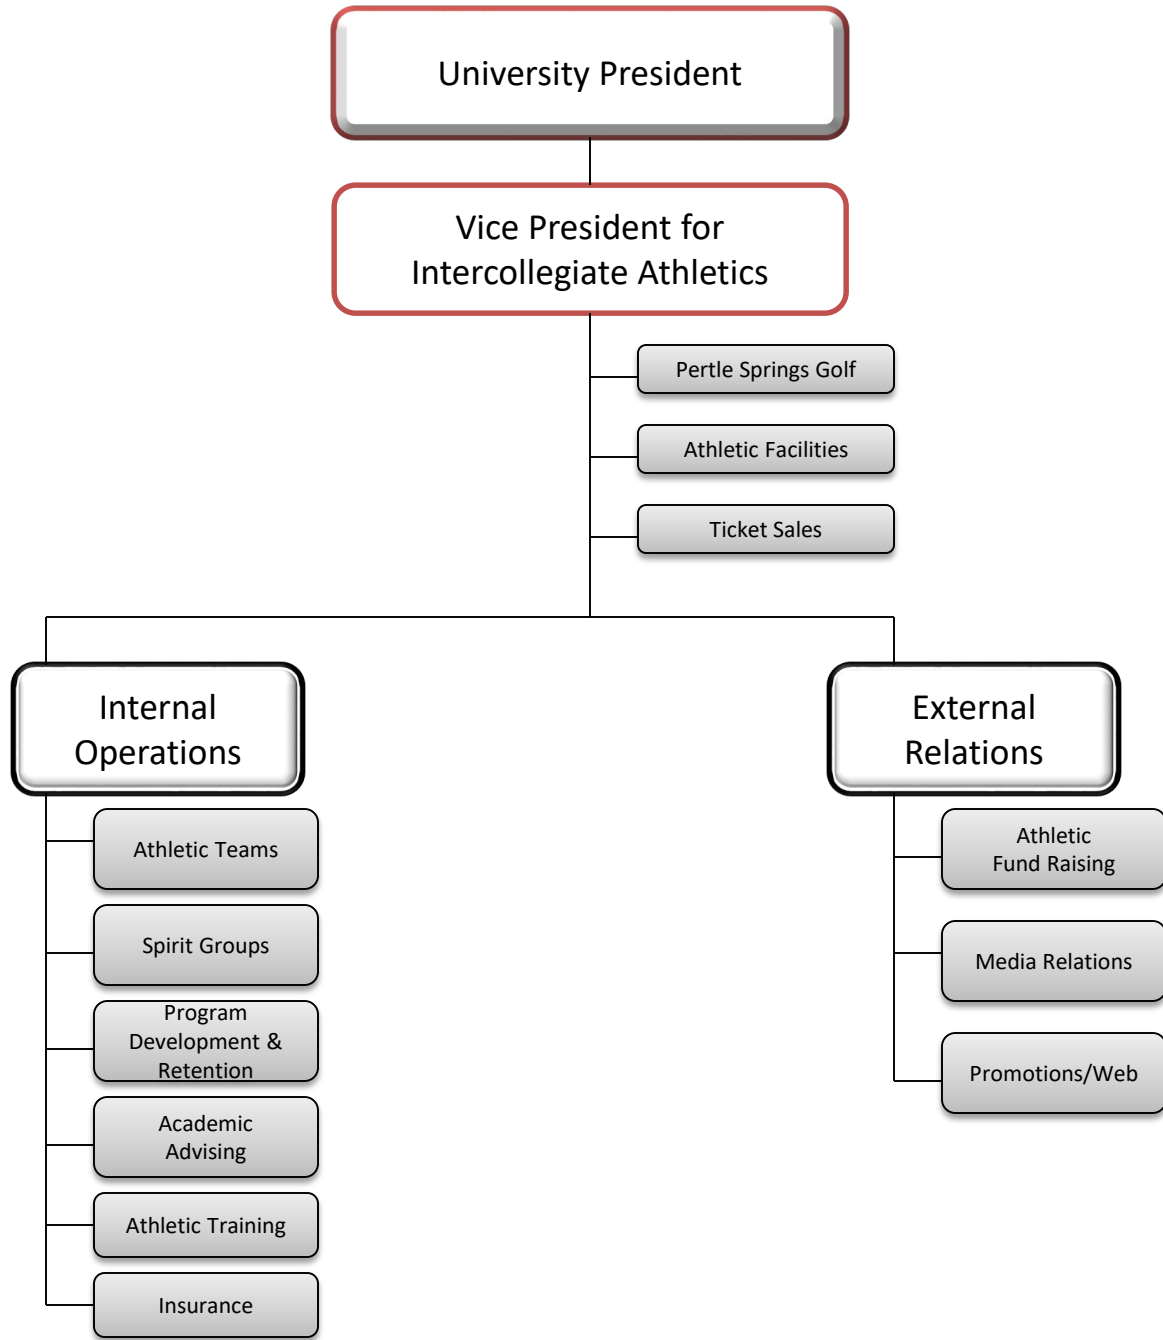 University President
Vice President for
Intercollegiate Athletics
Pertle Springs Golf
Athletic Facilities
Ticket Sales
Internal
Operations
Athletic Teams
Spirit Groups
Program
Development &
Retention
Academic
Advising
Athletic Training
Insurance
External
Relations
Athletic
Fund Raising
Media Relations
Promotions/Web